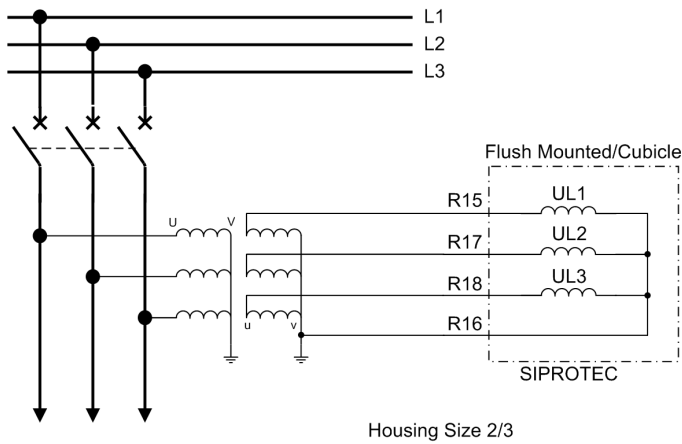 L1
L2
L3
Flush Mounted/Cubicle
R15
UL1
U
V
R17
UL2
R18
UL3
u
v
R16
SIPROTEC
Housing Size 2/3